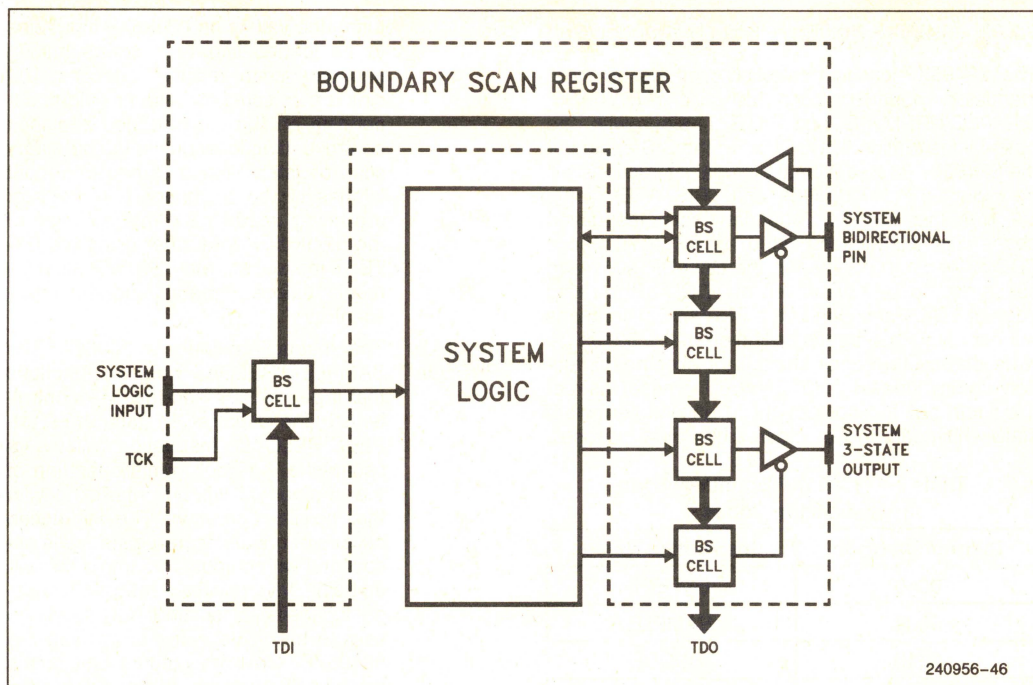 BOUNDARY SCAN REGISTER
BS
CELL
SYSTEM
BIDIRECTIONAL
PIN
BS
CELL
SYSTEM
LOGIC
SYSTEM
LOGIC
INPUT
BS
CELL
TCK
BS
CELL
SYSTEM
3-STATE
OUTPUT
BS
CELL
TDI
TDO
240956-46